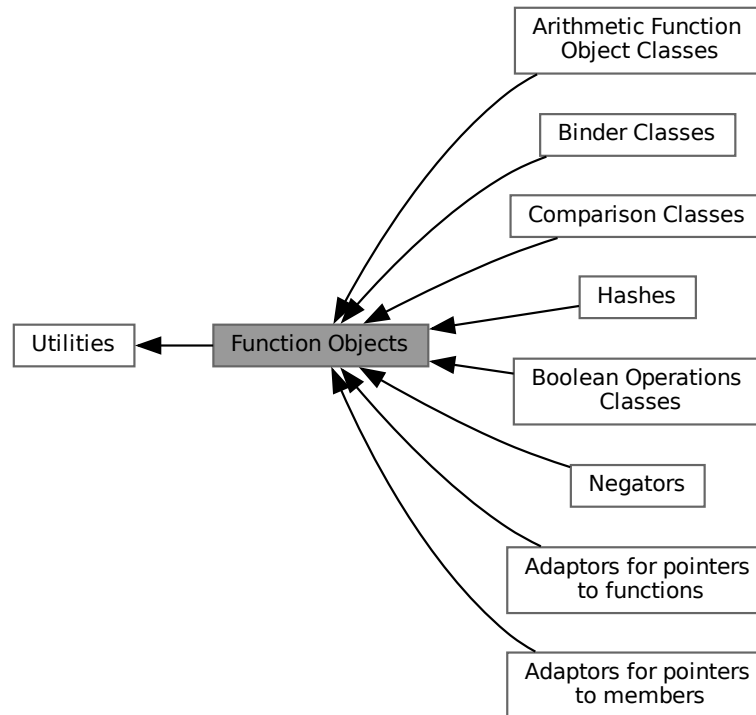 Arithmetic Function
Object Classes
Binder Classes
Comparison Classes
Hashes
Utilities
Function Objects
Boolean Operations
Classes
Negators
Adaptors for pointers
to functions
Adaptors for pointers
to members